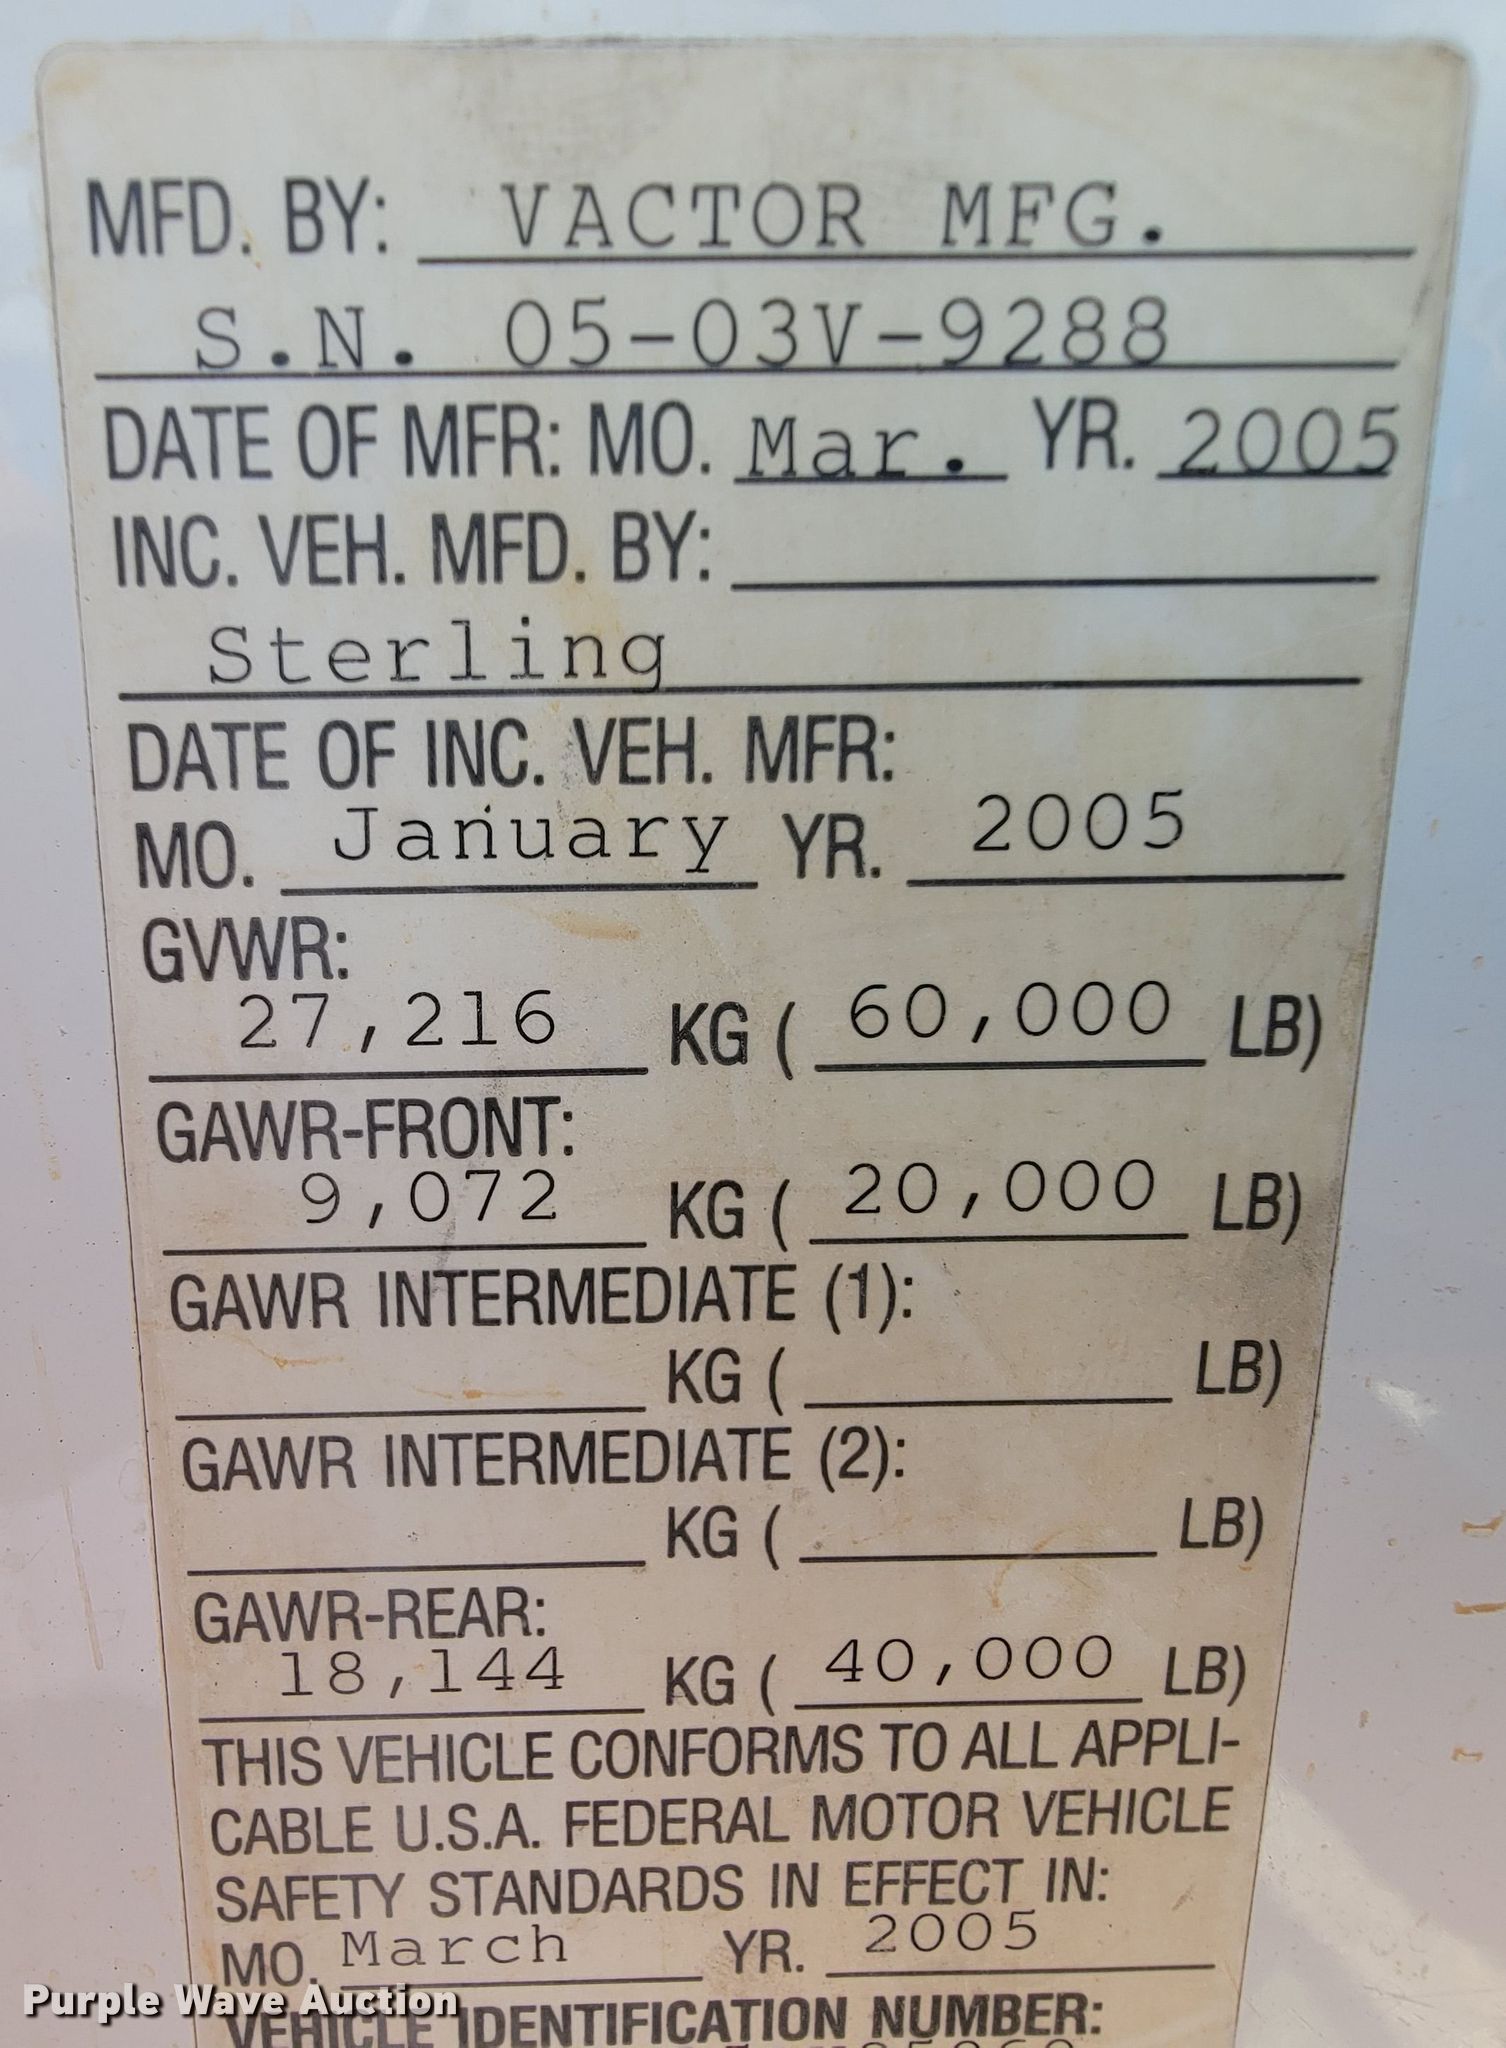 MFD. BY: VACTOR MFG.
S.N. 05-03V-9288
DATE OF MFR: MO. Mar. YR. 2005
INC. VEH. MFD. BY:
Sterling
DATE OF INC. VEH. MFR:
MO. January YR. 2005
GVWR:
27,216 KG ( 60,000 LB)
GAWR-FRONT:
9,072 KG ( 20,000 LB)
GAWR INTERMEDIATE (1):
KG ( LB)
GAWR INTERMEDIATE (2):
KG ( LB)
GAWR-REAR:
18,144 KG ( 40,000 LB)
THIS VEHICLE CONFORMS TO ALL APPLI-
CABLE U.S.A. FEDERAL MOTOR VEHICLE
SAFETY STANDARDS IN EFFECT IN:
MO. March YR. 2005
Purple Wave Auction
VEHICLE IDENTIFICATION NUMBER: